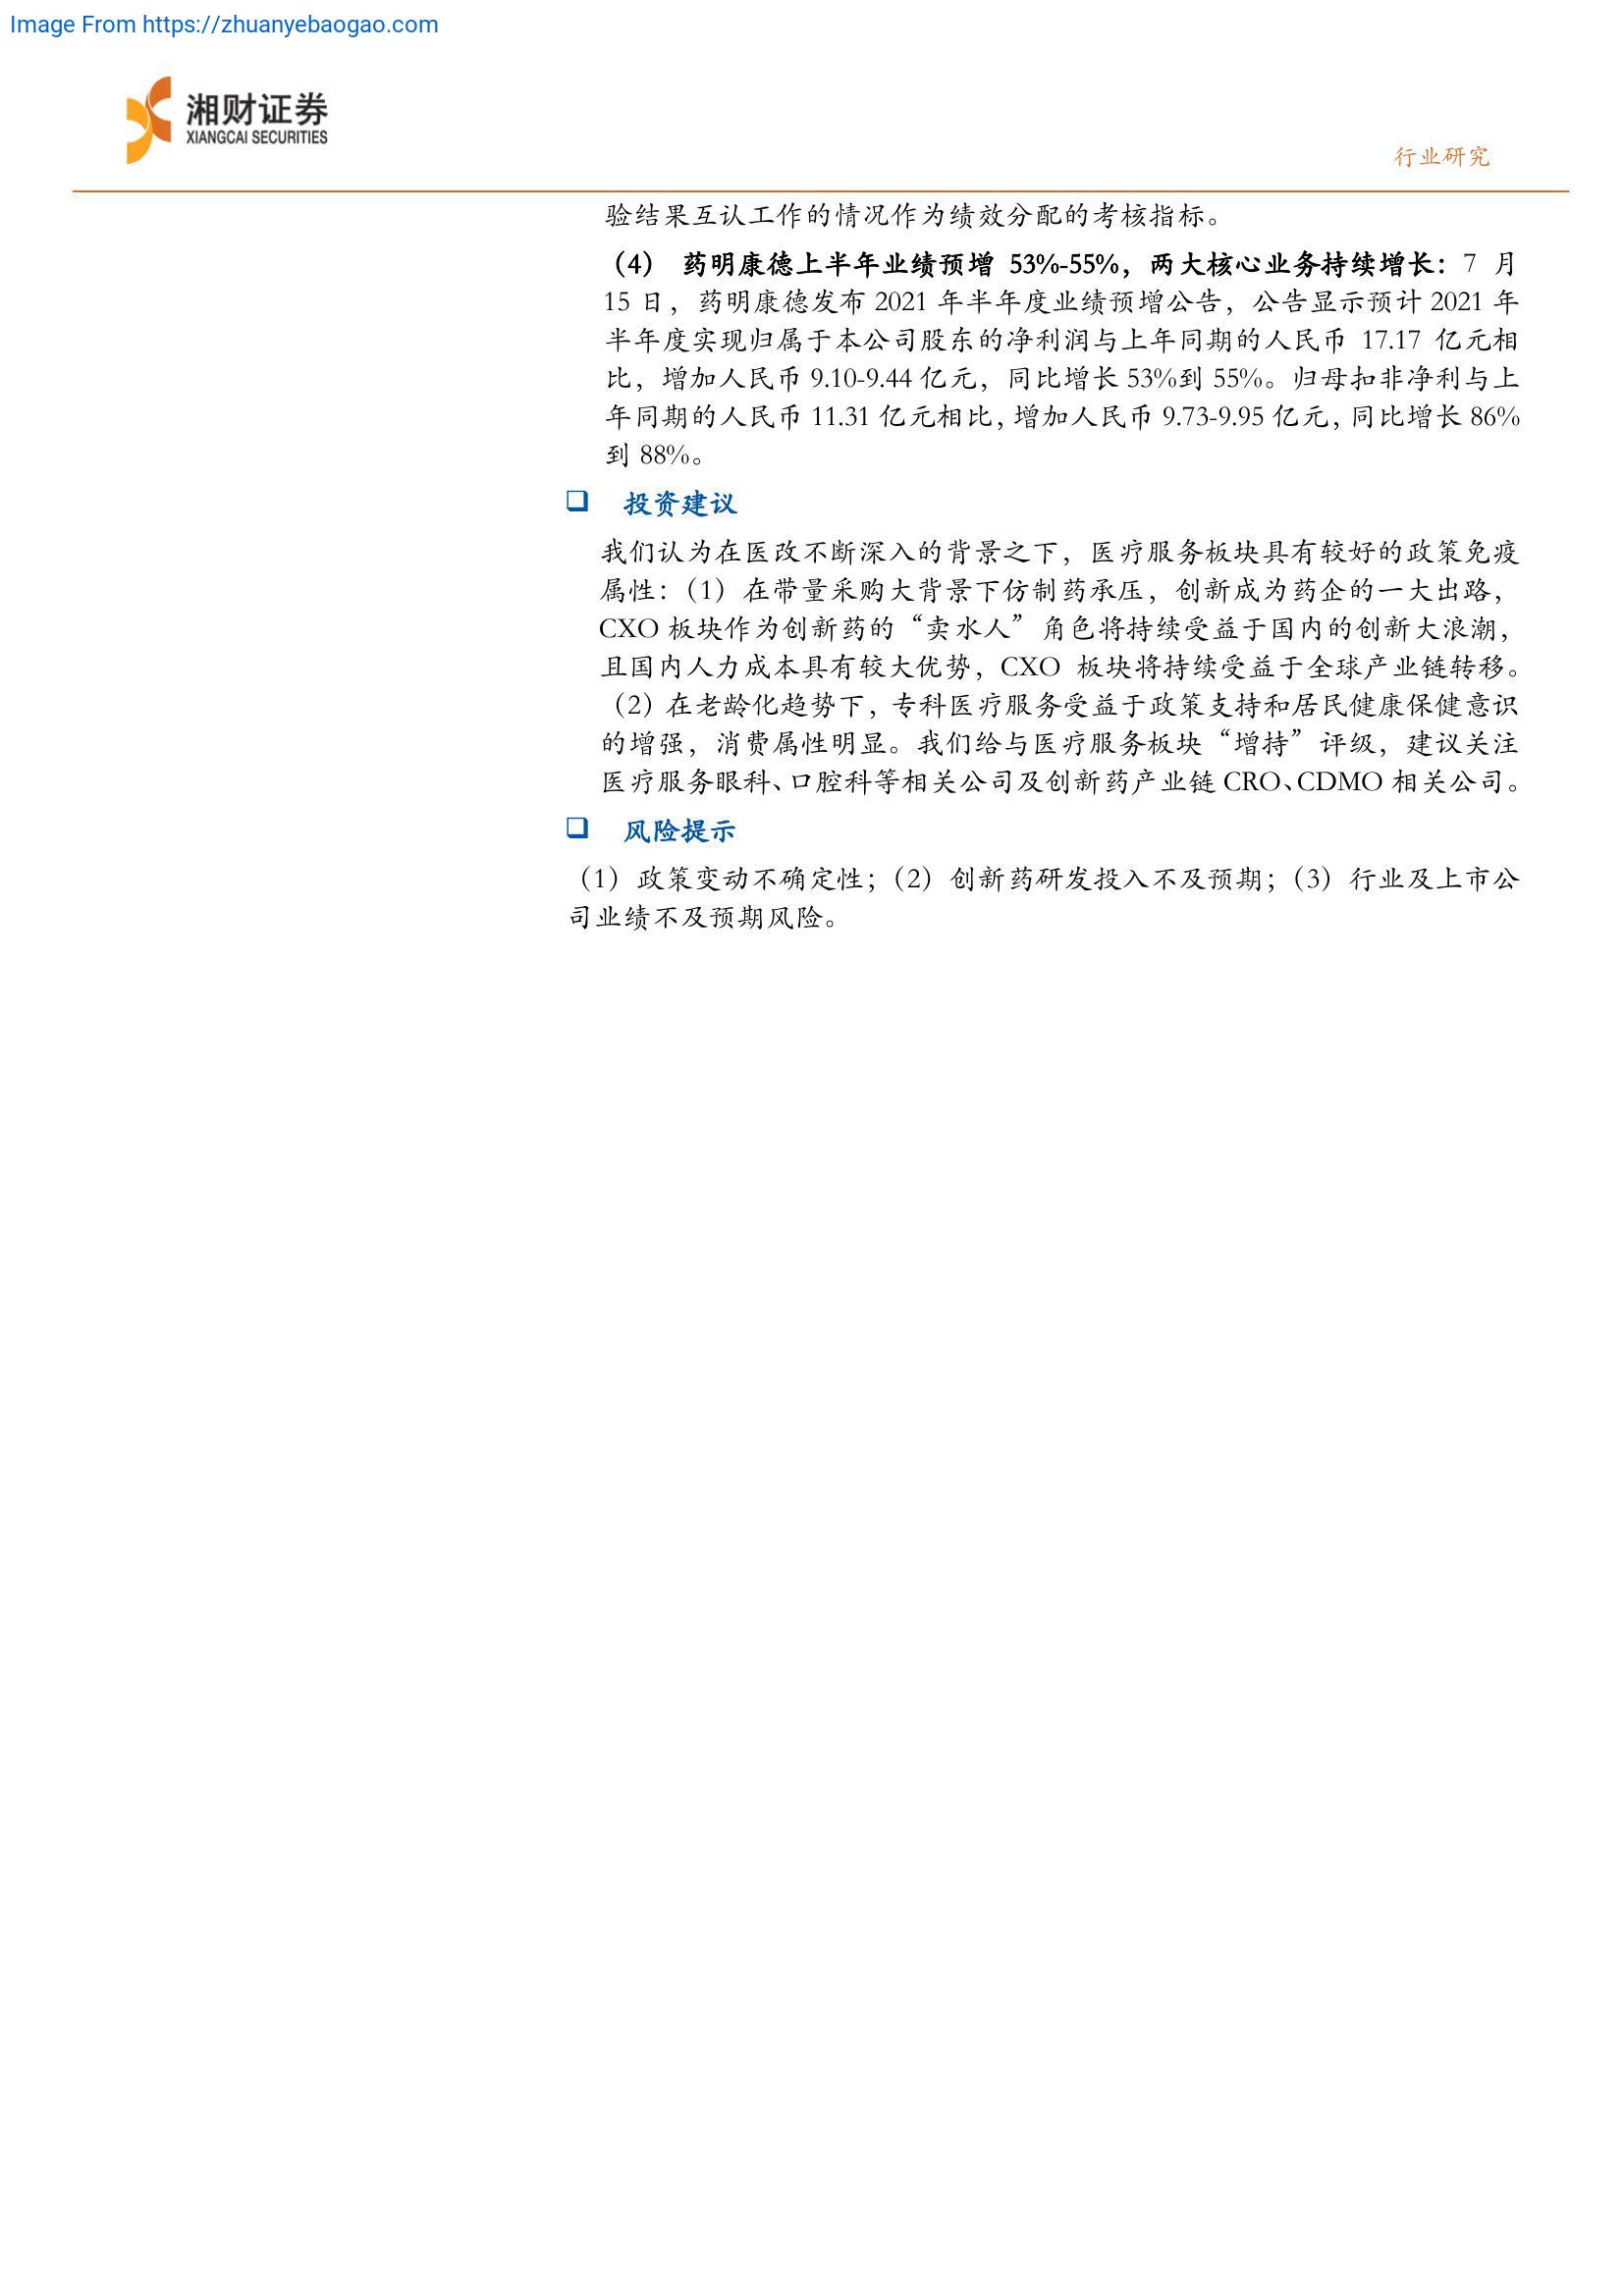 Image From https://zhuanyebaogao.com
湘财证券
XIANGCAI SECURITIES
行业研究
验结果互认工作的情况作为绩效分配的考核指标。
（4） 药明康德上半年业绩预增 53%-55%，两大核心业务持续增长：7 月
15 日，药明康德发布 2021 年半年度业绩预增公告，公告显示预计 2021 年
半年度实现归属于本公司股东的净利润与上年同期的人民币 17.17 亿元相
比，增加人民币 9.10-9.44 亿元，同比增长 53%到 55%。归母扣非净利与上
年同期的人民币 11.31 亿元相比，增加人民币 9.73-9.95 亿元，同比增长 86%
到 88%。
❑ 投资建议
我们认为在医改不断深入的背景之下，医疗服务板块具有较好的政策免疫
属性：（1）在带量采购大背景下仿制药承压，创新成为药企的一大出路，
CXO 板块作为创新药的“卖水人”角色将持续受益于国内的创新大浪潮，
且国内人力成本具有较大优势，CXO 板块将持续受益于全球产业链转移。
（2）在老龄化趋势下，专科医疗服务受益于政策支持和居民健康保健意识
的增强，消费属性明显。我们给与医疗服务板块“增持”评级，建议关注
医疗服务眼科、口腔科等相关公司及创新药产业链 CRO、CDMO 相关公司。
❑ 风险提示
（1）政策变动不确定性；（2）创新药研发投入不及预期；（3）行业及上市公
司业绩不及预期风险。